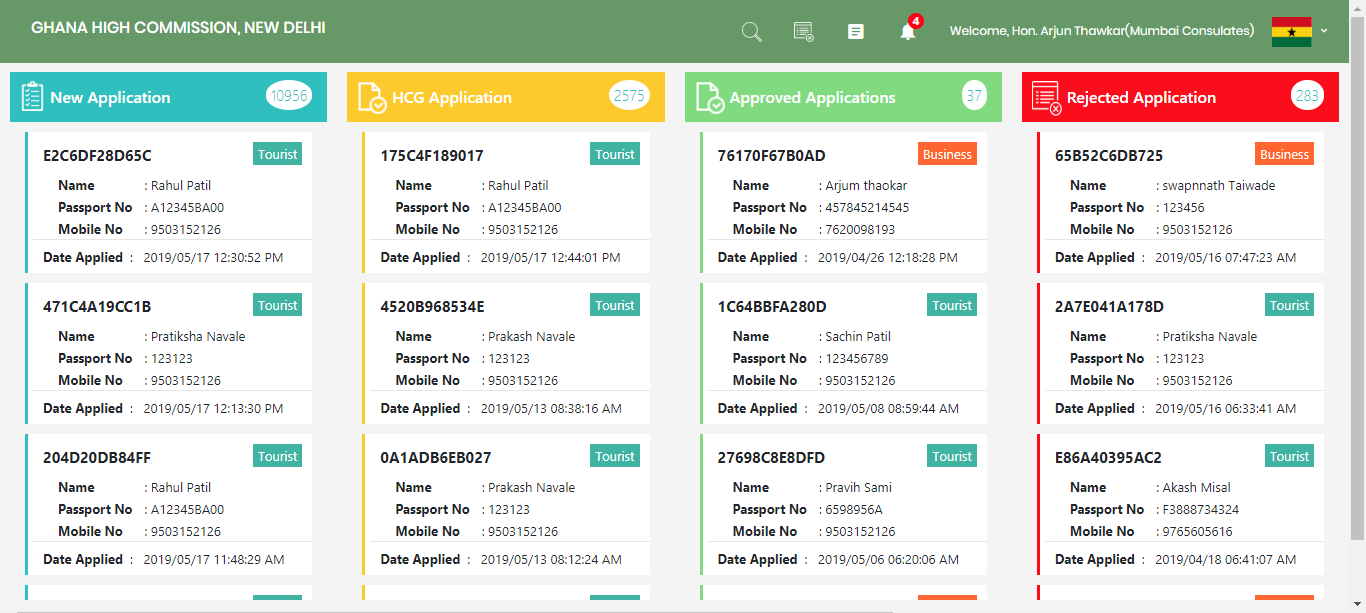 GHANA HIGH COMMISSION, NEW DELHI
4
Welcome, Hon. Arjun Thawkar(Mumbai Consulates)
New Application 10956
E2C6DF28D65C Tourist
Name : Rahul Patil
Passport No : A12345BA00
Mobile No : 9503152126
Date Applied : 2019/05/17 12:30:52 PM
471C4A19CC1B Tourist
Name : Pratiksha Navale
Passport No : 123123
Mobile No : 9503152126
Date Applied : 2019/05/17 12:13:30 PM
204D20DB84FF Tourist
Name : Rahul Patil
Passport No : A12345BA00
Mobile No : 9503152126
Date Applied : 2019/05/17 11:48:29 AM
HCG Application 2575
175C4F189017 Tourist
Name : Rahul Patil
Passport No : A12345BA00
Mobile No : 9503152126
Date Applied : 2019/05/17 12:44:01 PM
4520B968534E Tourist
Name : Prakash Navale
Passport No : 123123
Mobile No : 9503152126
Date Applied : 2019/05/13 08:38:16 AM
0A1ADB6EB027 Tourist
Name : Prakash Navale
Passport No : 123123
Mobile No : 9503152126
Date Applied : 2019/05/13 08:12:24 AM
Approved Applications 37
76170F67B0AD Business
Name : Arjum thaokar
Passport No : 457845214545
Mobile No : 7620098193
Date Applied : 2019/04/26 12:18:28 PM
1C64BBFA280D Tourist
Name : Sachin Patil
Passport No : 123456789
Mobile No : 9503152126
Date Applied : 2019/05/08 08:59:44 AM
27698C8E8DFD Tourist
Name : Pravih Sami
Passport No : 6598956A
Mobile No : 9503152126
Date Applied : 2019/05/06 06:20:06 AM
Rejected Application 283
65B52C6DB725 Business
Name : swapnnath Taiwade
Passport No : 123456
Mobile No : 9503152126
Date Applied : 2019/05/16 07:47:23 AM
2A7E041A178D Tourist
Name : Pratiksha Navale
Passport No : 123123
Mobile No : 9503152126
Date Applied : 2019/05/16 06:33:41 AM
E86A40395AC2 Tourist
Name : Akash Misal
Passport No : F3888734324
Mobile No : 9765605616
Date Applied : 2019/04/18 06:41:07 AM